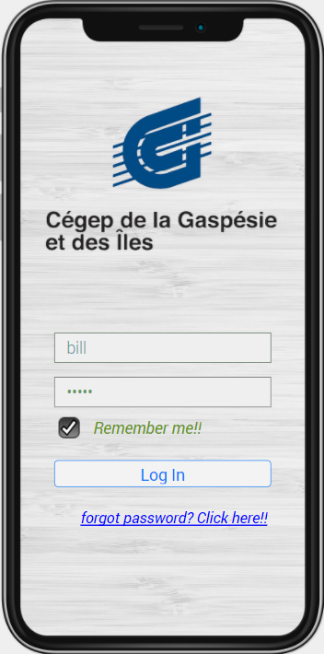 Cégep de la Gaspésie
et des Îles
bill
•••••
Remember me!!
Log In
forgot password? Click here!!